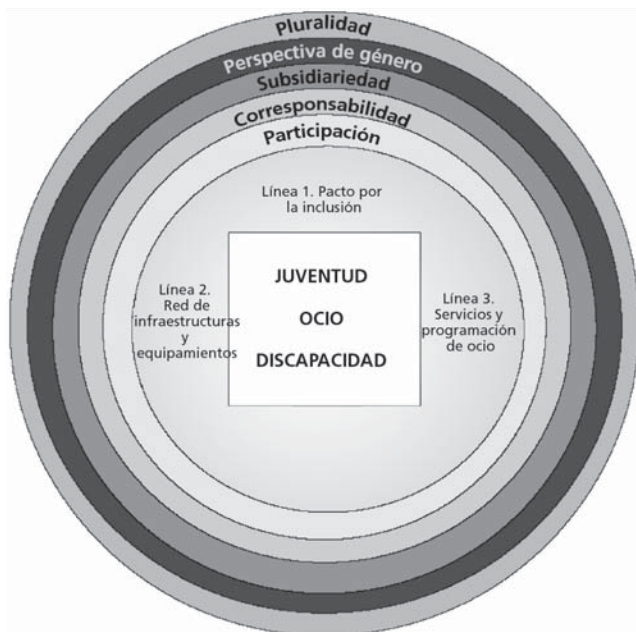 Pluralidad
Perspectiva de género
Subsidiariedad
Corresponsabilidad
Participación
Línea 1. Pacto por
la inclusión
Línea 2.
Red de
infraestructuras
y
equipamientos
JUVENTUD
OCIO
DISCAPACIDAD
Línea 3.
Servicios y
programación
de ocio